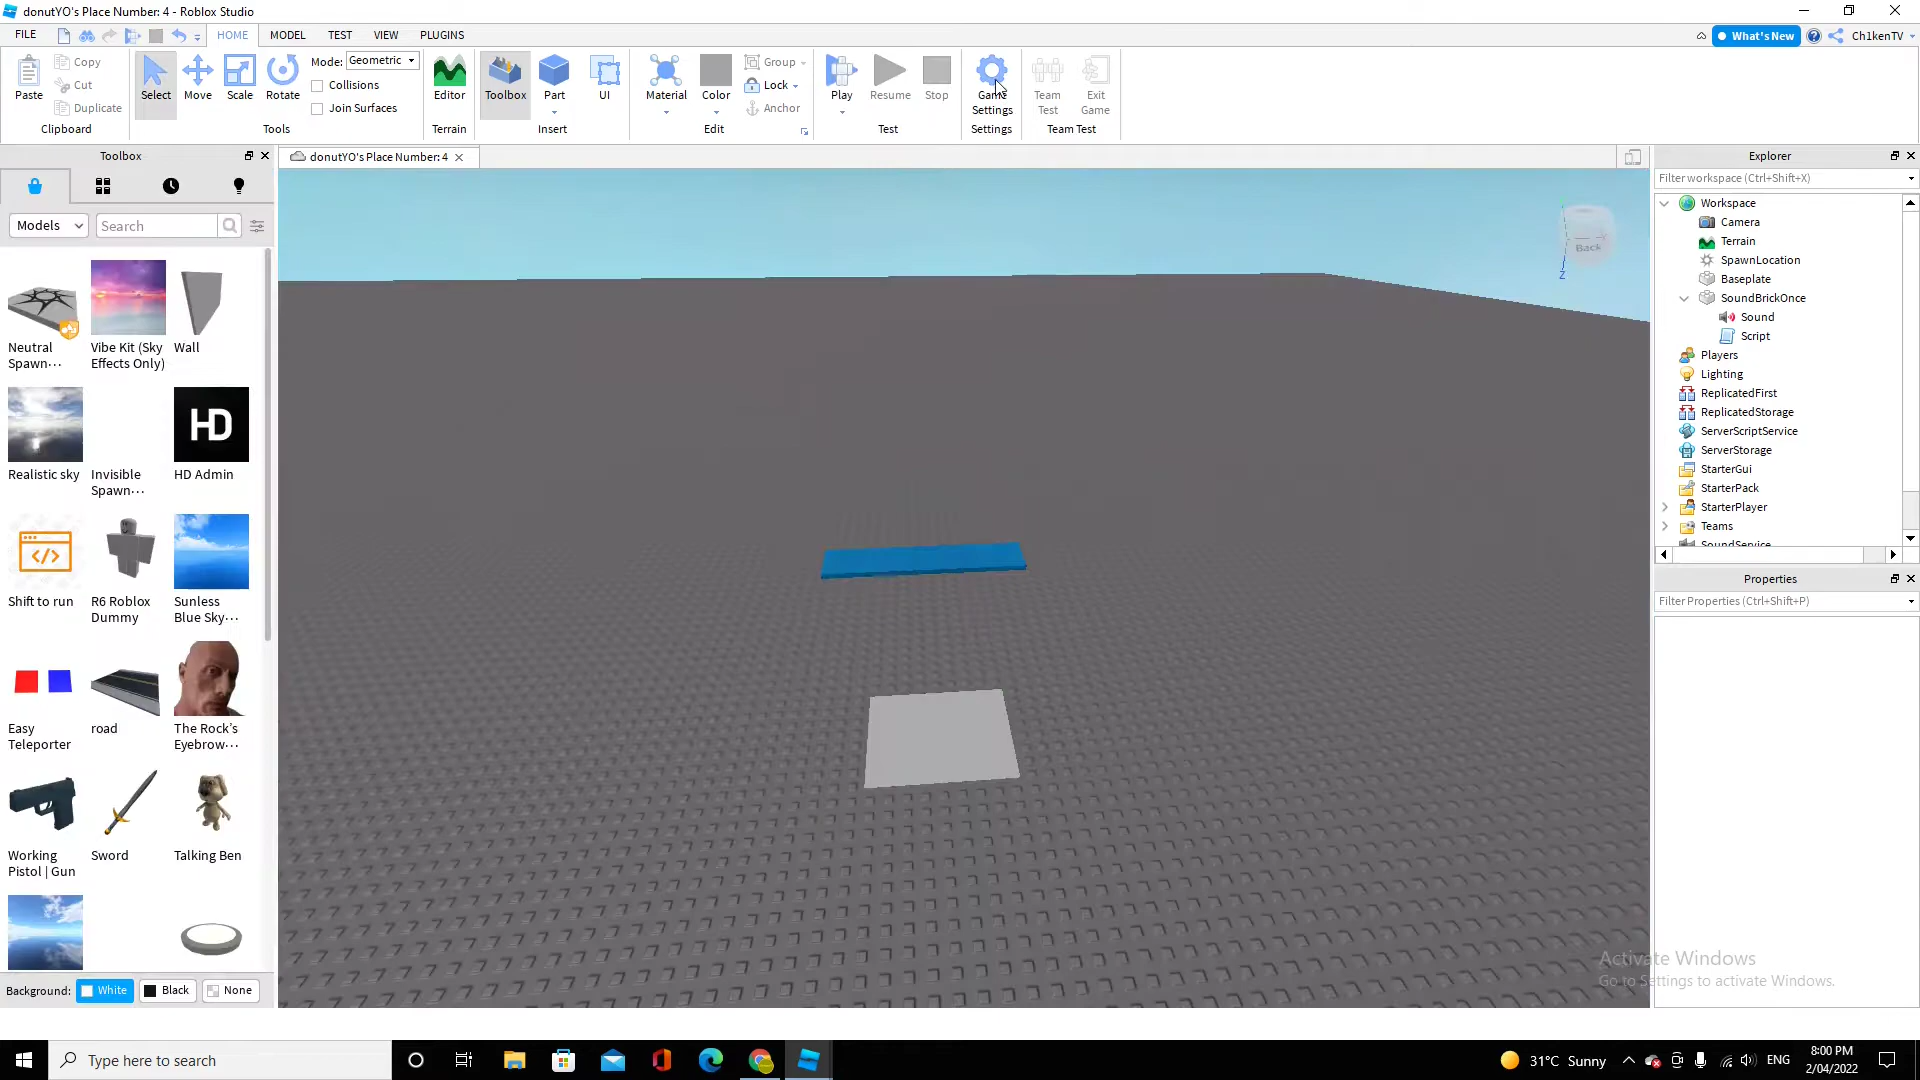 donutYO's Place Number: 4 - Roblox Studio
FILE HOME MODEL TEST VIEW PLUGINS What's New Ch1kenTV
Paste Copy Cut Duplicate Clipboard
Select Move Scale Rotate Mode: Geometric Collisions Join Surfaces Tools
Editor Terrain
Toolbox Part UI Insert
Material Color Group Lock Anchor Edit
Play Resume Stop Test
Game Settings Settings
Team Test Exit Game Team Test
Toolbox
donutYO's Place Number: 4
Models Search
Neutral Spawn... Vibe Kit (Sky Effects Only) Wall
Realistic sky Invisible Spawn... HD HD Admin
Shift to run R6 Roblox Dummy Sunless Blue Sky...
Easy Teleporter road The Rock's Eyebrow...
Working Pistol | Gun Sword Talking Ben
Background: White Black None
Back
Z
Explorer
Filter workspace (Ctrl+Shift+X)
Workspace
Camera
Terrain
SpawnLocation
Baseplate
SoundBrickOnce
Sound
Script
Players
Lighting
ReplicatedFirst
ReplicatedStorage
ServerScriptService
ServerStorage
StarterGui
StarterPack
StarterPlayer
Teams
SoundService
Properties
Filter Properties (Ctrl+Shift+P)
Activate Windows
Go to Settings to activate Windows.
Type here to search
31°C Sunny ENG 8:00 PM
2/04/2022